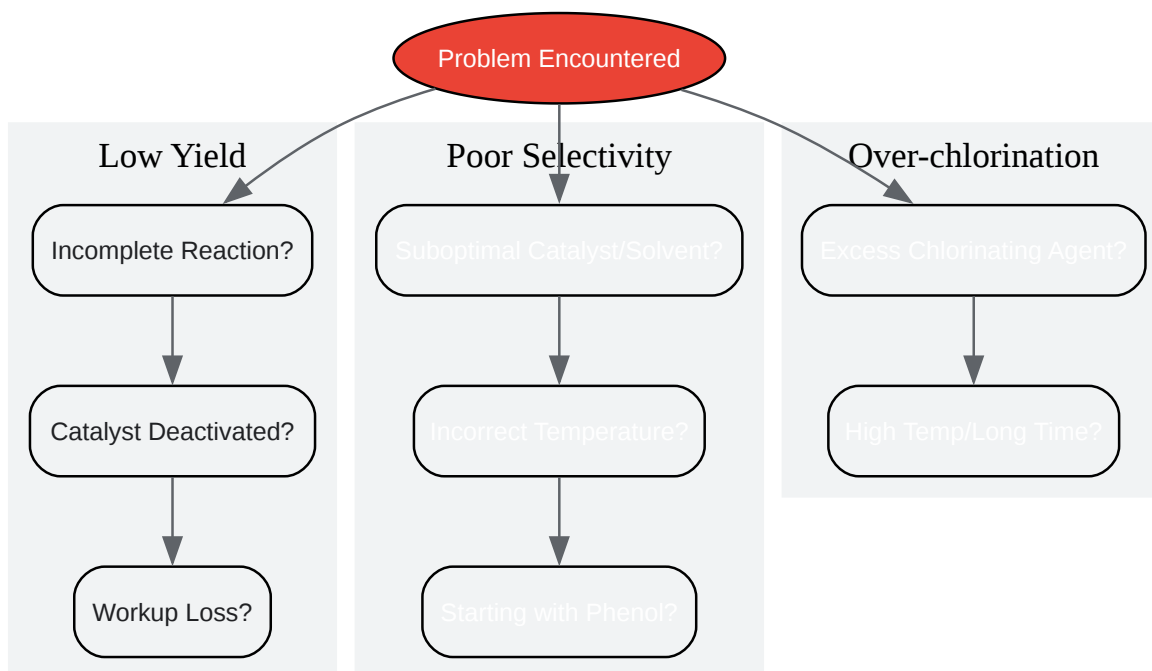 Problem Encountered
Low Yield
Poor Selectivity
Over-chlorination
Incomplete Reaction?
Suboptimal Catalyst/Solvent?
Excess Chlorinating Agent?
Catalyst Deactivated?
Incorrect Temperature?
High Temp/Long Time?
Workup Loss?
Starting with Phenol?